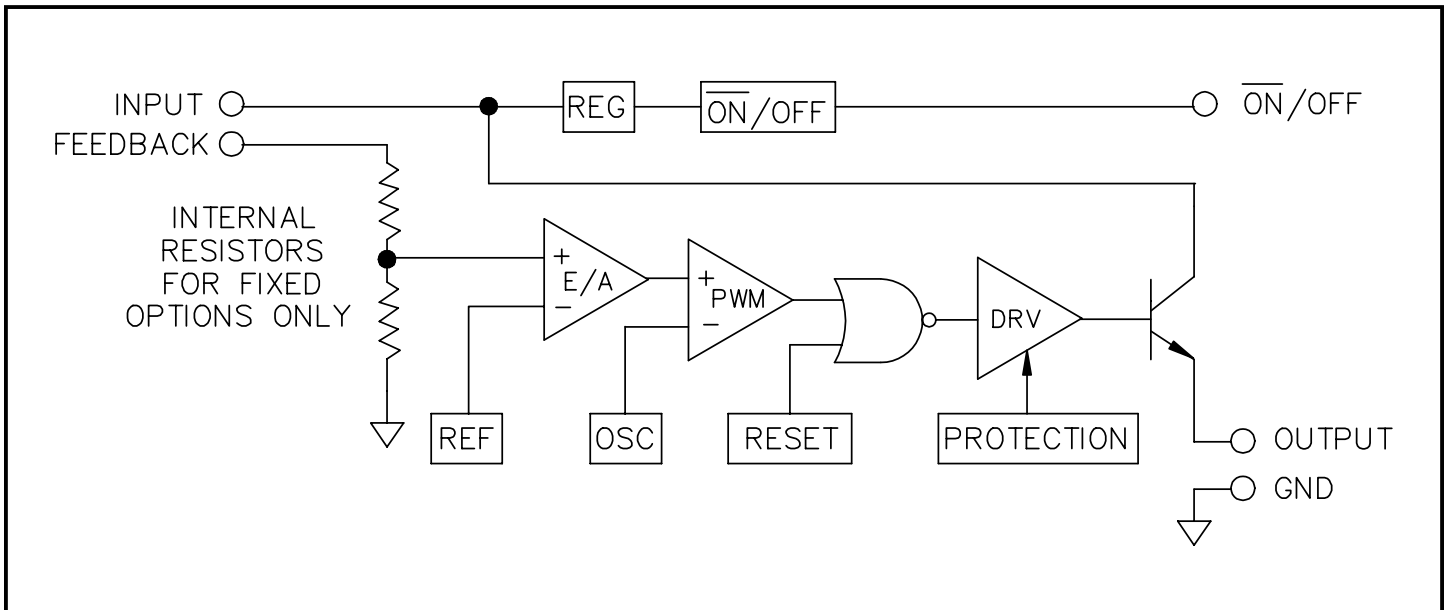 INPUT
REG
ON/OFF
ON/OFF
FEEDBACK
INTERNAL
RESISTORS
FOR FIXED
OPTIONS ONLY
+
E/A
−
+
PWM
−
DRV
REF
OSC
RESET
PROTECTION
OUTPUT
GND